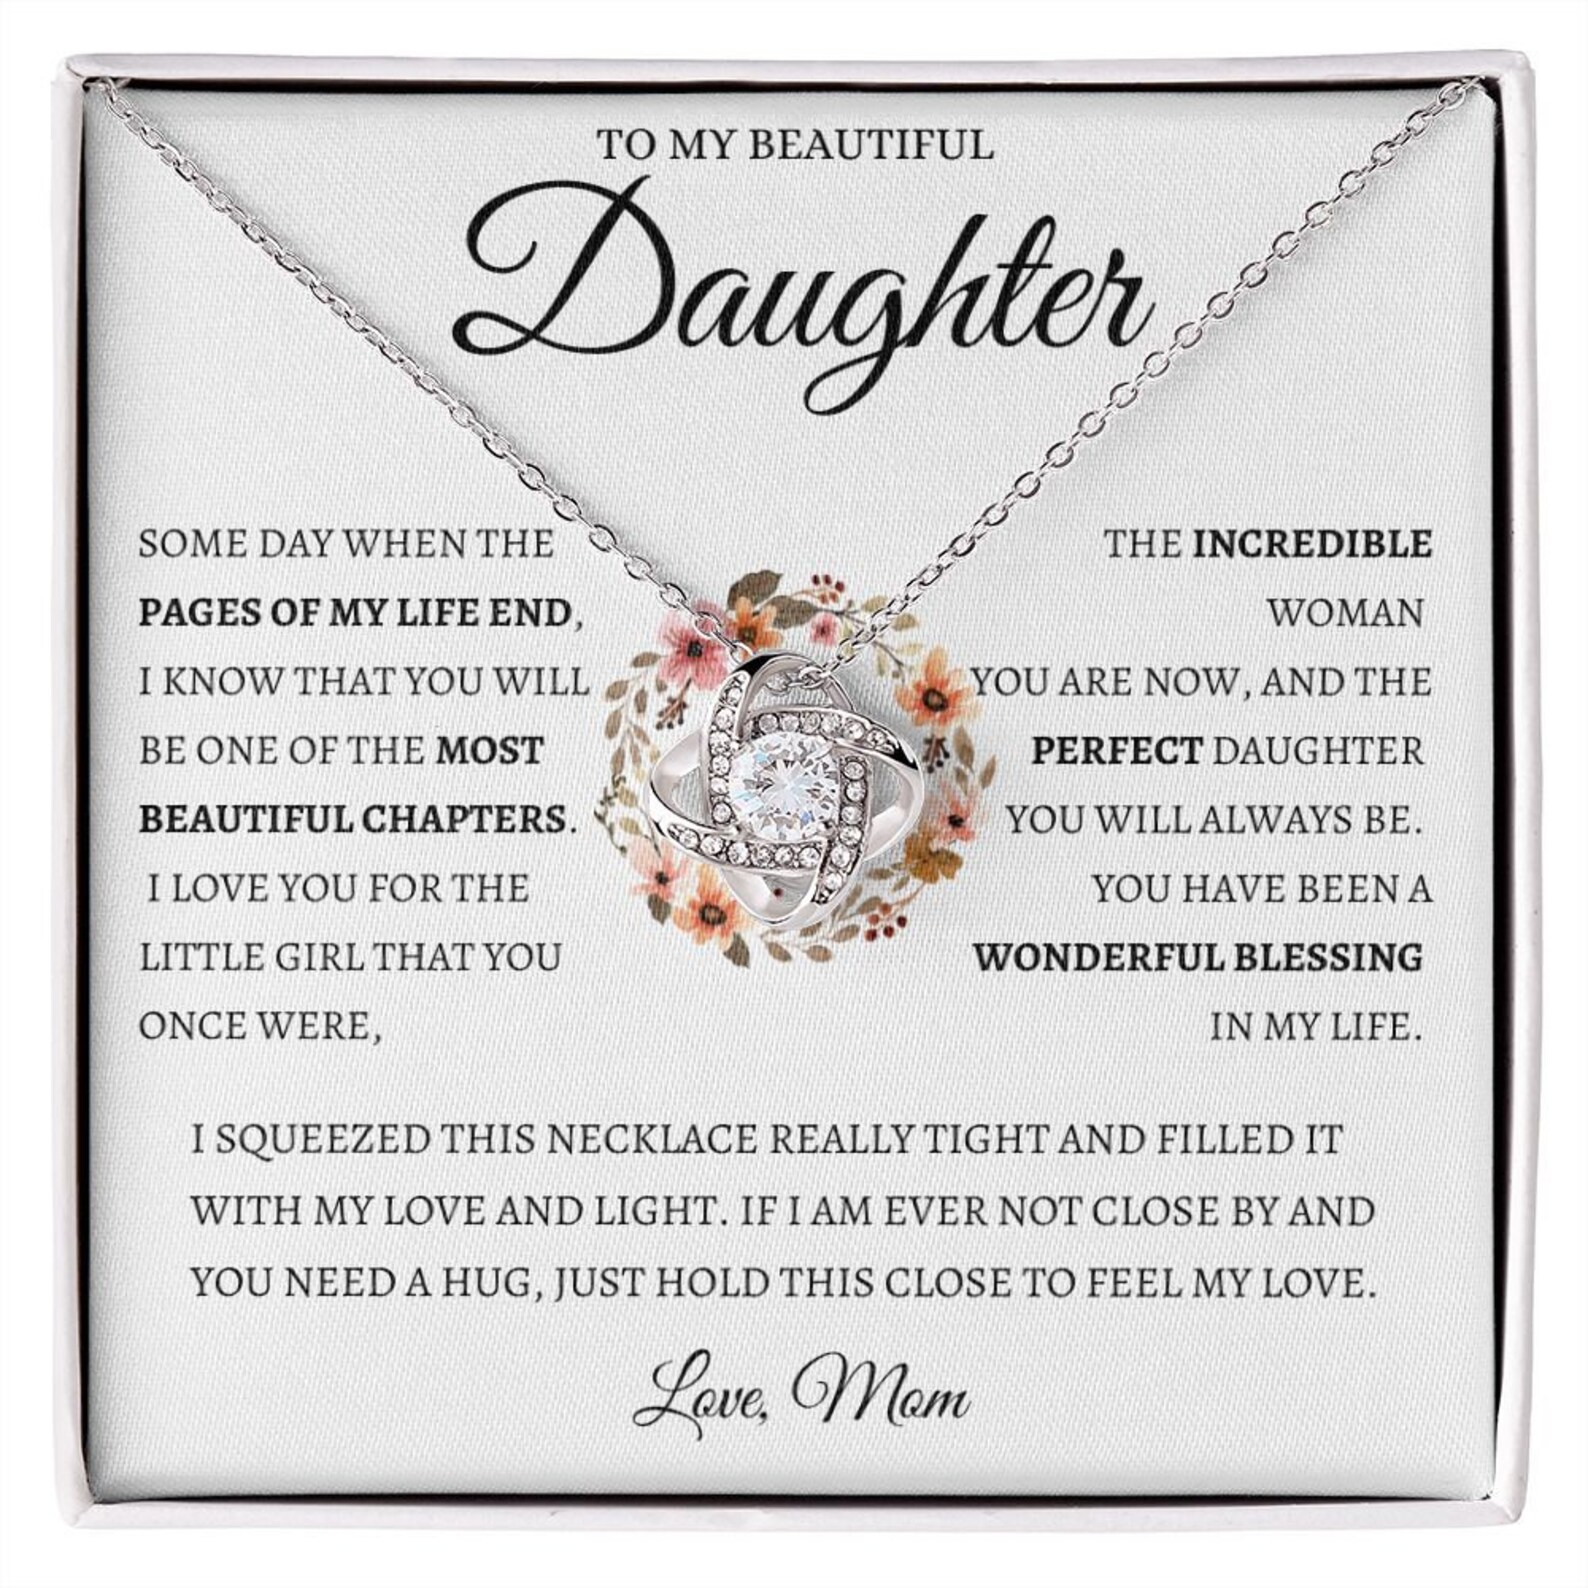 TO MY BEAUTIFUL
Daughter
SOME DAY WHEN THE
PAGES OF MY LIFE END,
I KNOW THAT YOU WILL
BE ONE OF THE MOST
BEAUTIFUL CHAPTERS.
I LOVE YOU FOR THE
LITTLE GIRL THAT YOU
ONCE WERE,
THE INCREDIBLE
WOMAN
YOU ARE NOW, AND THE
PERFECT DAUGHTER
YOU WILL ALWAYS BE.
YOU HAVE BEEN A
WONDERFUL BLESSING
IN MY LIFE.
I SQUEEZED THIS NECKLACE REALLY TIGHT AND FILLED IT
WITH MY LOVE AND LIGHT. IF I AM EVER NOT CLOSE BY AND
YOU NEED A HUG, JUST HOLD THIS CLOSE TO FEEL MY LOVE.
Love, Mom